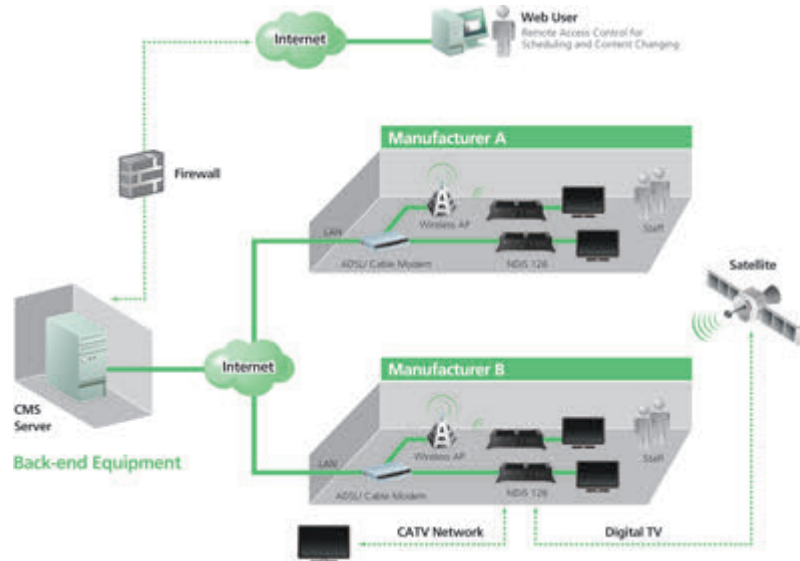 Internet
Web User
Remote Access Control for
Scheduling and Content Changing
Firewall
Manufacturer A
LAN
Wireless AP
ADSL/ Cable Modem
NDiS 126
Staff
Satellite
CMS
Server
Internet
Back-end Equipment
Manufacturer B
LAN
Wireless AP
ADSL/ Cable Modem
NDiS 126
Staff
CATV Network
Digital TV